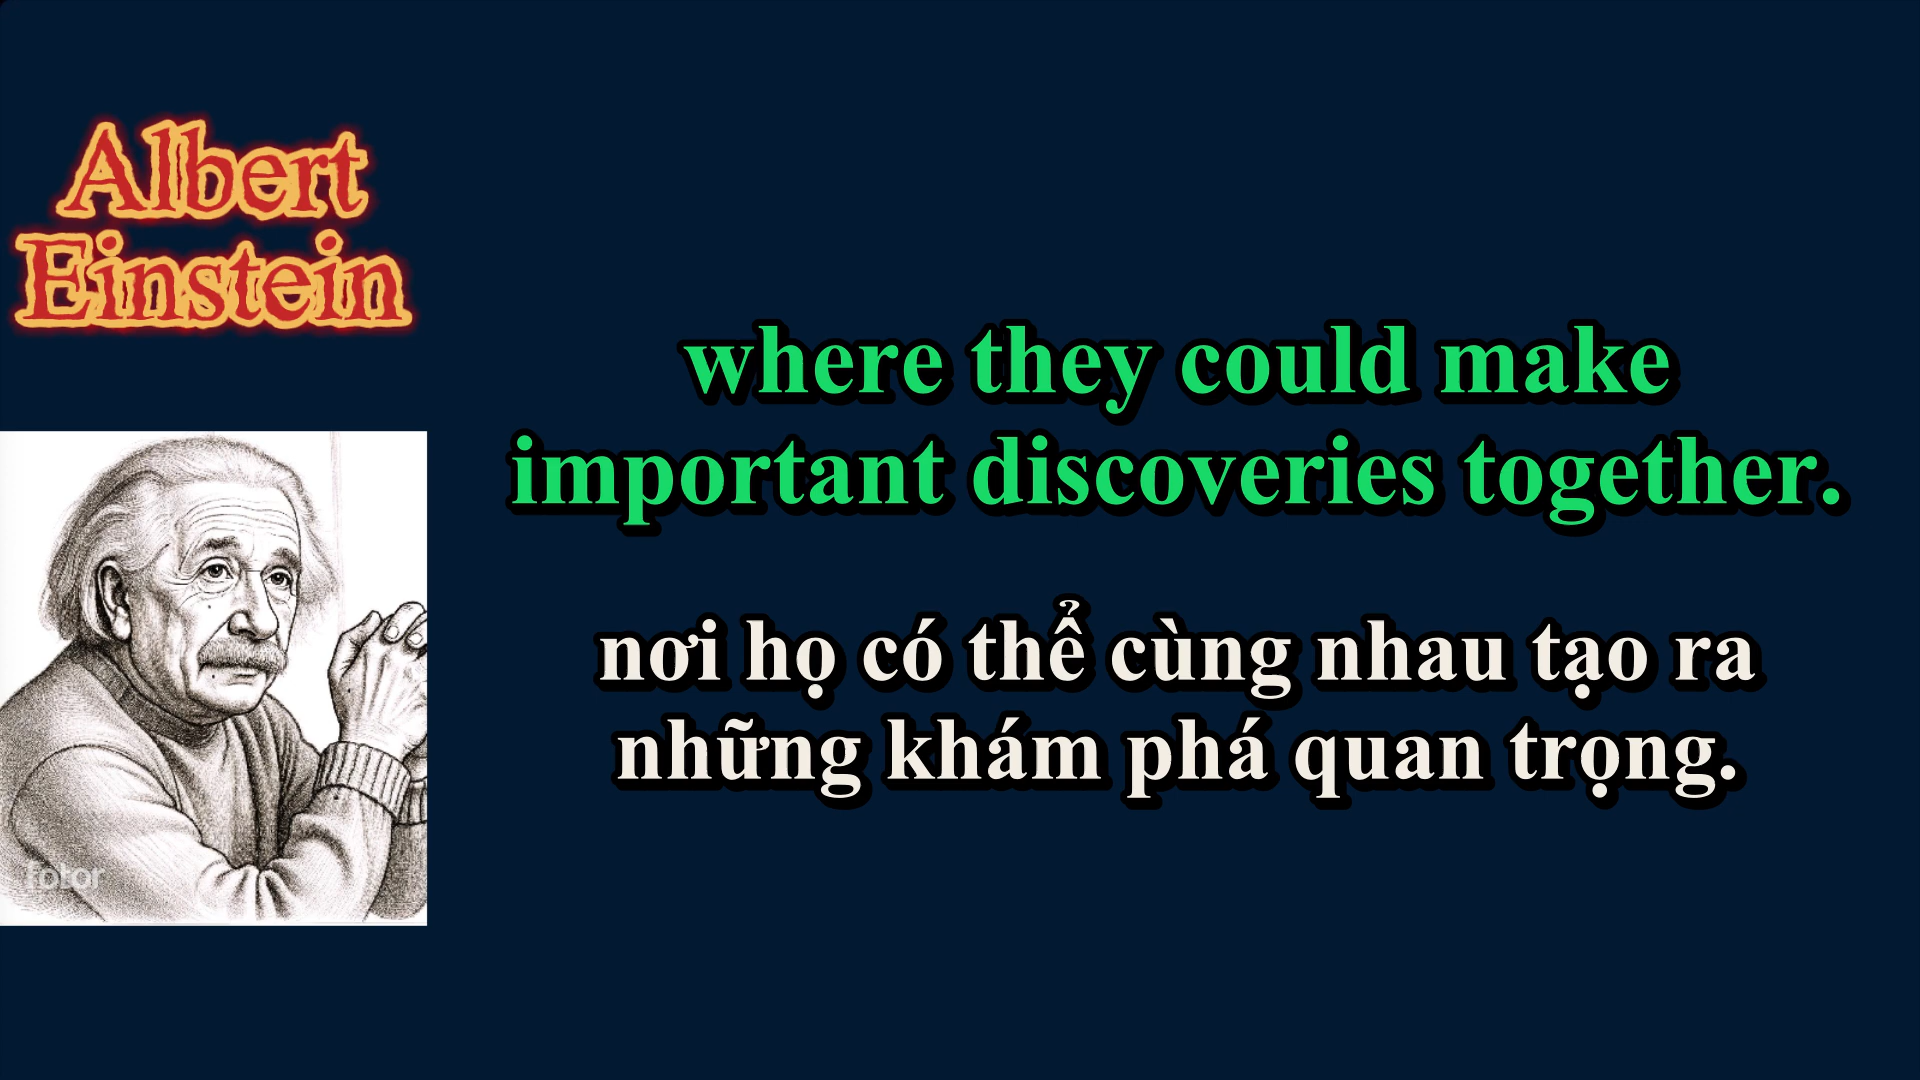 Albert
Einstein
where they could make
important discoveries together.
nơi họ có thể cùng nhau tạo ra
những khám phá quan trọng.
fotor